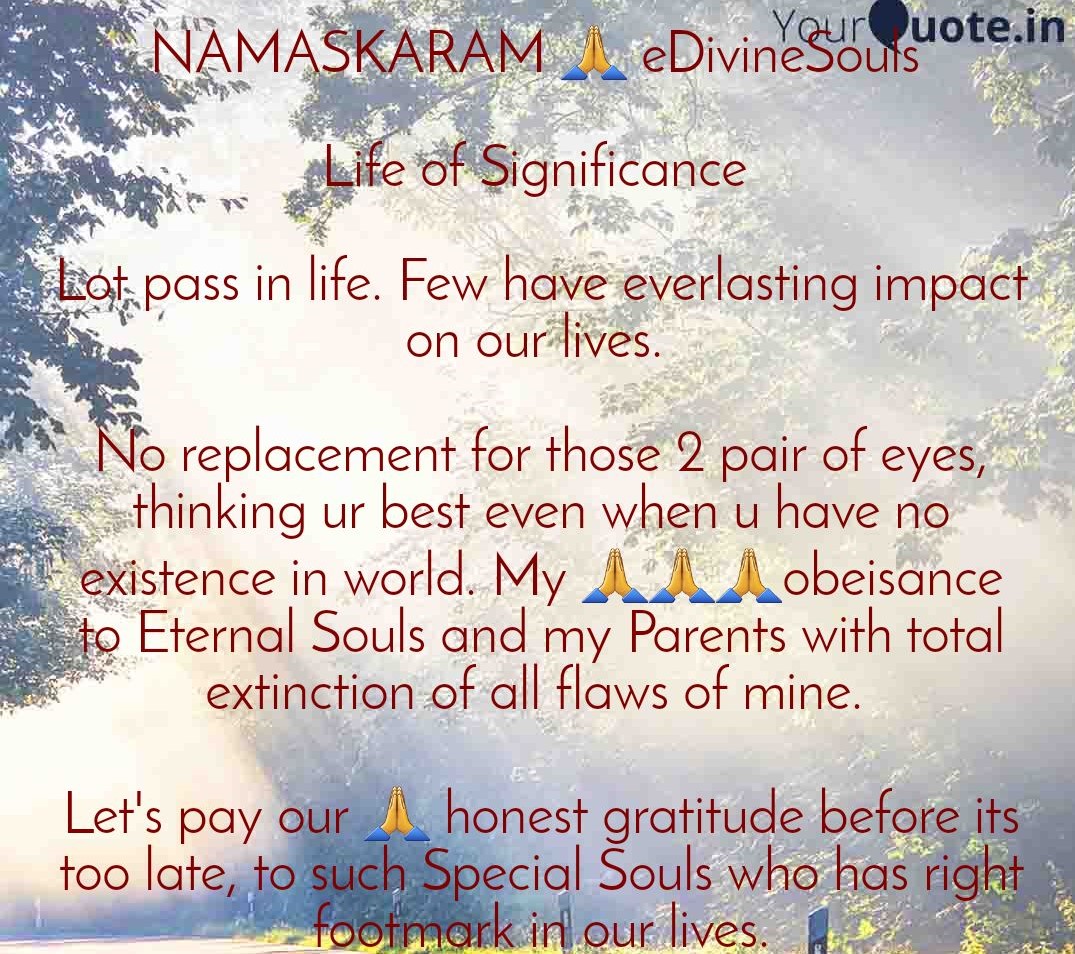 YourQuote.in
NAMASKARAM 🙏 eDivineSouls
Life of Significance
Lot pass in life. Few have everlasting impact
on our lives.
No replacement for those 2 pair of eyes,
thinking ur best even when u have no
existence in world. My 🙏🙏🙏obeisance
to Eternal Souls and my Parents with total
extinction of all flaws of mine.
Let's pay our 🙏 honest gratitude before its
too late, to such Special Souls who has right
footmark in our lives.